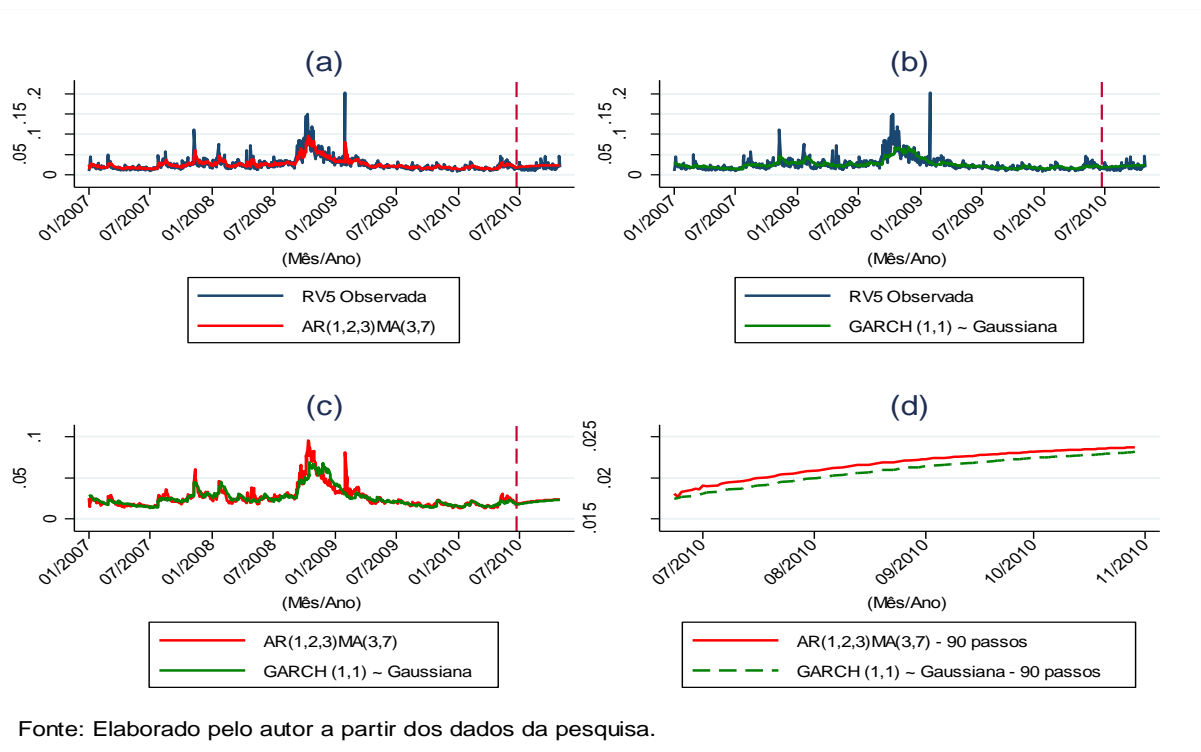 (a)
.2
.15
.1
.05
0
01/2007
07/2007
01/2008
07/2008
01/2009
07/2009
01/2010
07/2010
(Mês/Ano)
RV5 Observada
AR(1,2,3)MA(3,7)
(b)
.2
.15
.1
.05
0
01/2007
07/2007
01/2008
07/2008
01/2009
07/2009
01/2010
07/2010
(Mês/Ano)
RV5 Observada
GARCH (1,1) ~ Gaussiana
(c)
.1
.05
0
01/2007
07/2007
01/2008
07/2008
01/2009
07/2009
01/2010
07/2010
(Mês/Ano)
AR(1,2,3)MA(3,7)
GARCH (1,1) ~ Gaussiana
(d)
.025
.02
.015
07/2010
08/2010
09/2010
10/2010
11/2010
(Mês/Ano)
AR(1,2,3)MA(3,7) - 90 passos
GARCH (1,1) ~ Gaussiana - 90 passos
Fonte: Elaborado pelo autor a partir dos dados da pesquisa.